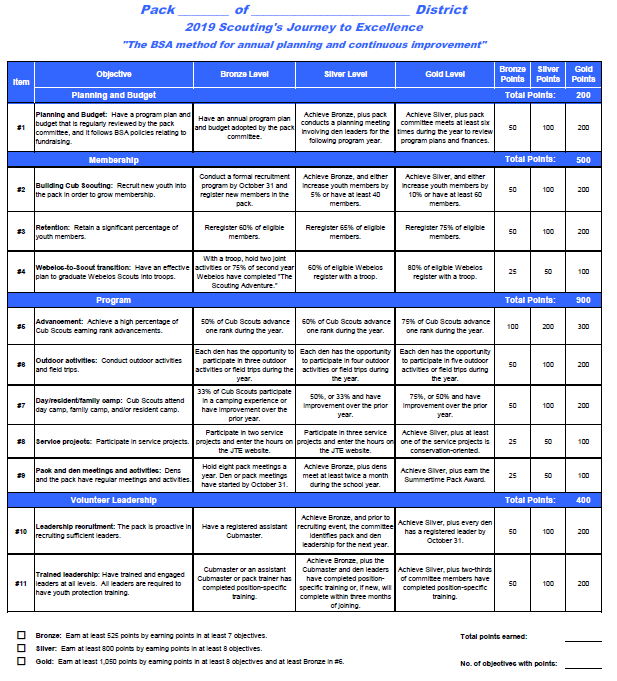 Pack ________ of __________________________ District
2019 Scouting's Journey to Excellence
"The BSA method for annual planning and continuous improvement"
Item Objective Bronze Level Silver Level Gold Level Bronze Points Silver Points Gold Points
Planning and Budget Total Points: 200
#1
Planning and Budget: Have a program plan and
budget that is regularly reviewed by the pack
committee, and it follows BSA policies relating to
fundraising.
Have an annual program plan
and budget adopted by the pack
committee.
Achieve Bronze, plus pack
conducts a planning meeting
involving den leaders for the
following program year.
Achieve Silver, plus pack
committee meets at least six
times during the year to review
program plans and finances.
50 100 200
Membership Total Points: 500
#2
Building Cub Scouting: Recruit new youth into
the pack in order to grow membership.
Conduct a formal recruitment
program by October 31 and
register new members in the
pack.
Achieve Bronze, and either
increase youth members by
5% or have at least 40
members.
Achieve Silver, and either
increase youth members by
10% or have at least 60
members.
50 100 200
#3
Retention: Retain a significant percentage of
youth members.
Reregister 60% of eligible
members.
Reregister 65% of eligible
members.
Reregister 75% of eligible
members.
50 100 200
#4
Webelos-to-Scout transition: Have an effective
plan to graduate Webelos Scouts into troops.
With a troop, hold two joint
activities or 75% of second year
Webelos have completed "The
Scouting Adventure."
60% of eligible Webelos
register with a troop.
80% of eligible Webelos
register with a troop.
25 50 100
Program Total Points: 900
#5
Advancement: Achieve a high percentage of
Cub Scouts earning rank advancements.
50% of Cub Scouts advance
one rank during the year.
60% of Cub Scouts advance
one rank during the year.
75% of Cub Scouts advance
one rank during the year.
100 200 300
#6
Outdoor activities: Conduct outdoor activities
and field trips.
Each den has the opportunity to
participate in three outdoor
activities or field trips during the
year.
Each den has the opportunity
to participate in four outdoor
activities or field trips during
the year.
Each den has the opportunity
to participate in five outdoor
activities or field trips during
the year.
50 100 200
#7
Day/resident/family camp: Cub Scouts attend
day camp, family camp, and/or resident camp.
33% of Cub Scouts participate
in a camping experience or
have improvement over the
prior year.
50%, or 33% and have
improvement over the prior
year.
75%, or 50% and have
improvement over the prior
year.
50 100 200
#8
Service projects: Participate in service projects.
Participate in two service
projects and enter the hours on
the JTE website.
Participate in three service
projects and enter the hours on
the JTE website.
Achieve Silver, plus at least
one of the service projects is
conservation-oriented.
25 50 100
#9
Pack and den meetings and activities: Dens
and the pack have regular meetings and activities.
Hold eight pack meetings a
year. Den or pack meetings
have started by October 31.
Achieve Bronze, plus dens
meet at least twice a month
during the school year.
Achieve Silver, plus earn the
Summertime Pack Award.
25 50 100
Volunteer Leadership Total Points: 400
#10
Leadership recruitment: The pack is proactive in
recruiting sufficient leaders.
Have a registered assistant
Cubmaster.
Achieve Bronze, and prior to
recruiting event, the committee
identifies pack and den
leadership for the next year.
Achieve Silver, plus every den
has a registered leader by
October 31.
50 100 200
#11
Trained leadership: Have trained and engaged
leaders at all levels. All leaders are required to
have youth protection training.
Cubmaster or an assistant
Cubmaster or pack trainer has
completed position-specific
training.
Achieve Bronze, plus the
Cubmaster and den leaders
have completed position-
specific training or, if new, will
complete within three months
of joining.
Achieve Silver, plus two-thirds
of committee members have
completed position-specific
training.
50 100 200
☐ Bronze: Earn at least 525 points by earning points in at least 7 objectives.
Total points earned: ______
☐ Silver: Earn at least 800 points by earning points in at least 8 objectives.
☐ Gold: Earn at least 1,050 points by earning points in at least 8 objectives and at least Bronze in #6.
No. of objectives with points: ______